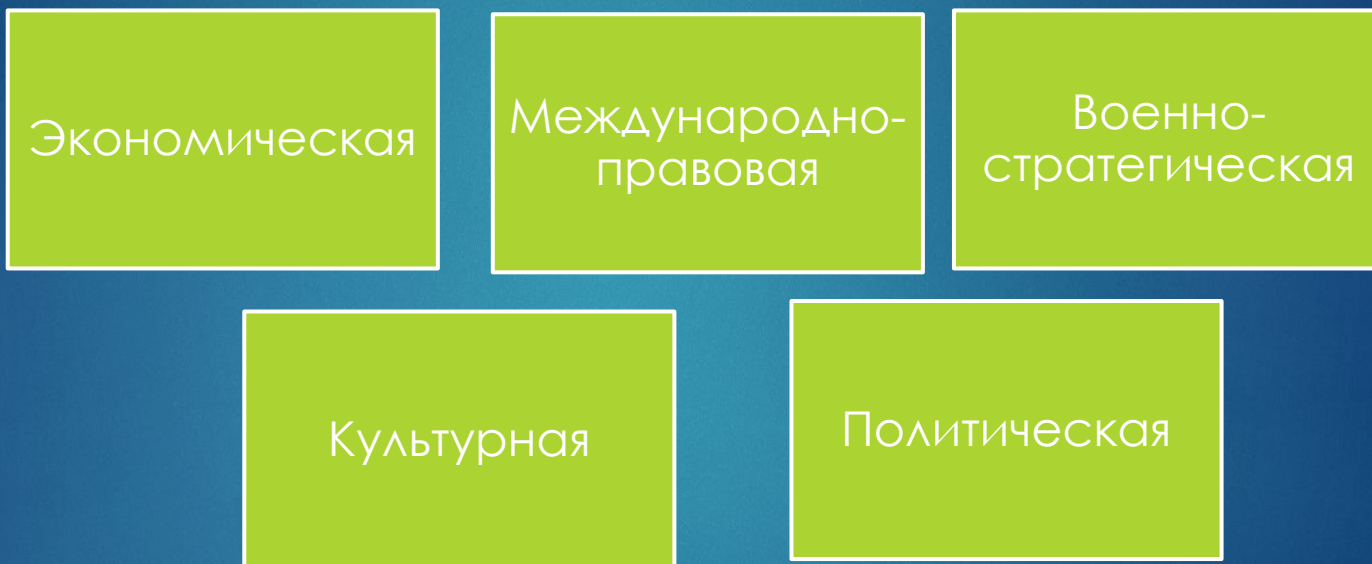 Экономическая
Международно-
правовая
Военно-
стратегическая
Культурная
Политическая